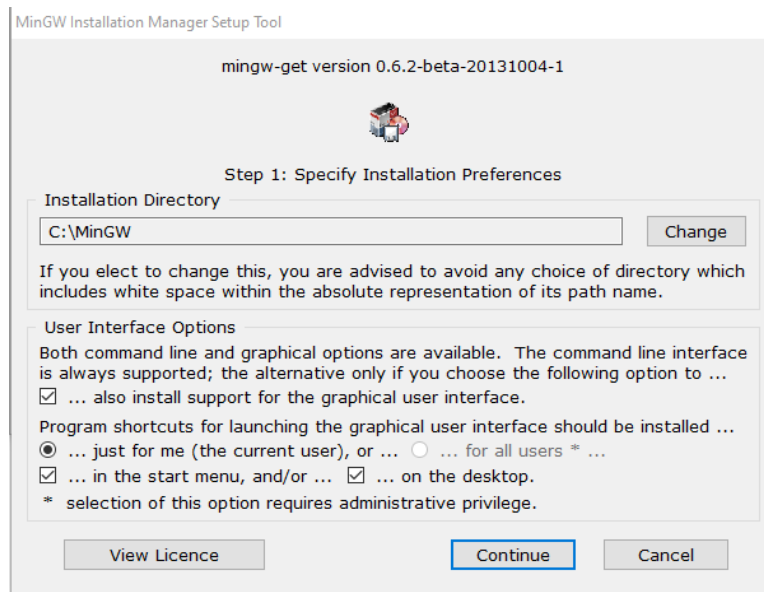 MinGW Installation Manager Setup Tool
mingw-get version 0.6.2-beta-20131004-1
Step 1: Specify Installation Preferences
Installation Directory
C:\MinGW
Change
If you elect to change this, you are advised to avoid any choice of directory which
includes white space within the absolute representation of its path name.
User Interface Options
Both command line and graphical options are available.  The command line interface
is always supported; the alternative only if you choose the following option to ...
... also install support for the graphical user interface.
Program shortcuts for launching the graphical user interface should be installed ...
... just for me (the current user), or ... ... for all users * ...
... in the start menu, and/or ... ... on the desktop.
* selection of this option requires administrative privilege.
View Licence Continue Cancel